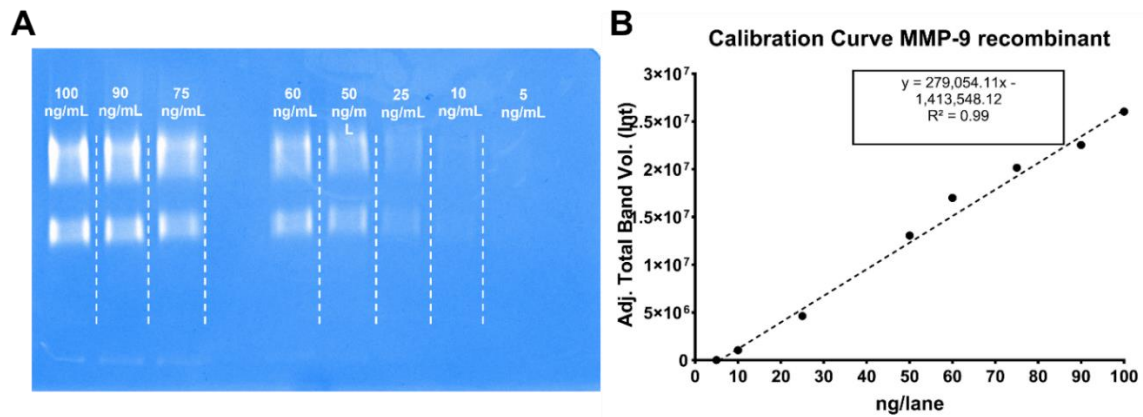 A
100
ng/mL
90
ng/mL
75
ng/mL
60
ng/mL
50
ng/m
L
25
ng/mL
10
ng/mL
5
ng/mL
B
Calibration Curve MMP-9 recombinant
Adj. Total Band Vol. (Int)
3×10⁷
2.5×10⁷
2×10⁷
1.5×10⁷
1×10⁷
5×10⁶
0
y = 279,054.11x -
1,413,548.12
R² = 0.99
0 10 20 30 40 50 60 70 80 90 100
ng/lane